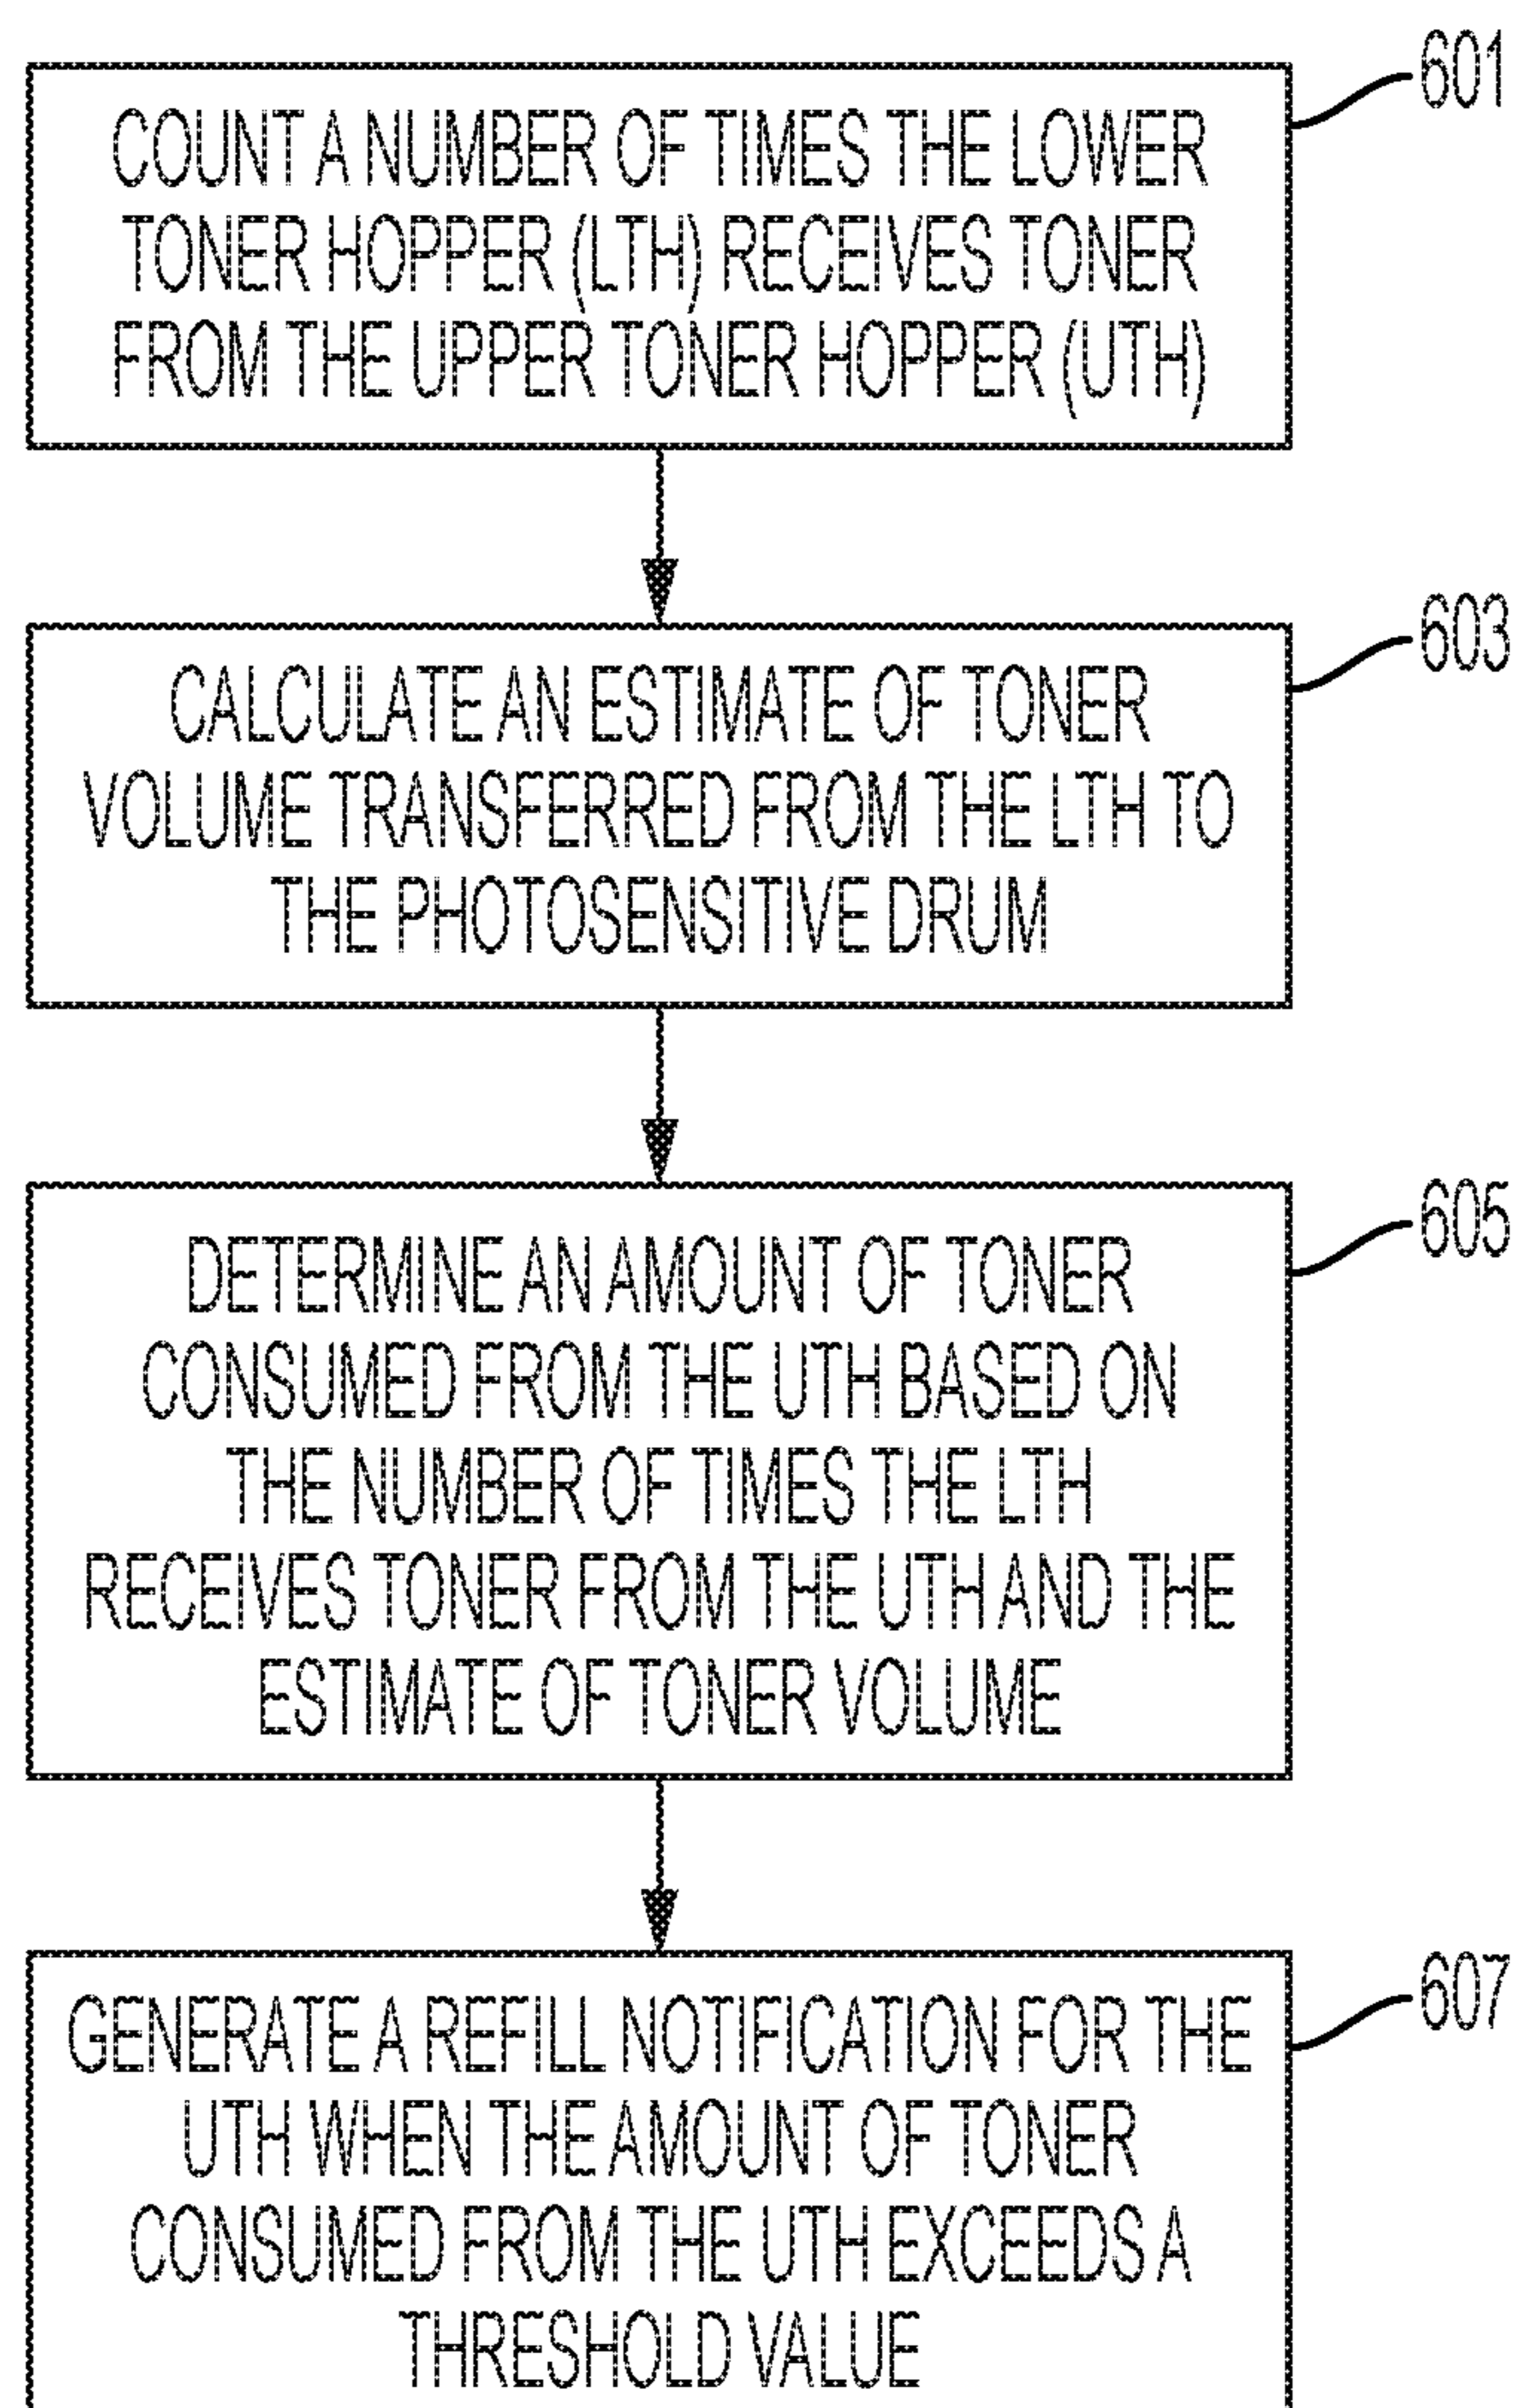 601
COUNT A NUMBER OF TIMES THE LOWER
TONER HOPPER (LTH) RECEIVES TONER
FROM THE UPPER TONER HOPPER (UTH)
603
CALCULATE AN ESTIMATE OF TONER
VOLUME TRANSFERRED FROM THE LTH TO
THE PHOTOSENSITIVE DRUM
605
DETERMINE AN AMOUNT OF TONER
CONSUMED FROM THE UTH BASED ON
THE NUMBER OF TIMES THE LTH
RECEIVES TONER FROM THE UTH AND THE
ESTIMATE OF TONER VOLUME
607
GENERATE A REFILL NOTIFICATION FOR THE
UTH WHEN THE AMOUNT OF TONER
CONSUMED FROM THE UTH EXCEEDS A
THRESHOLD VALUE